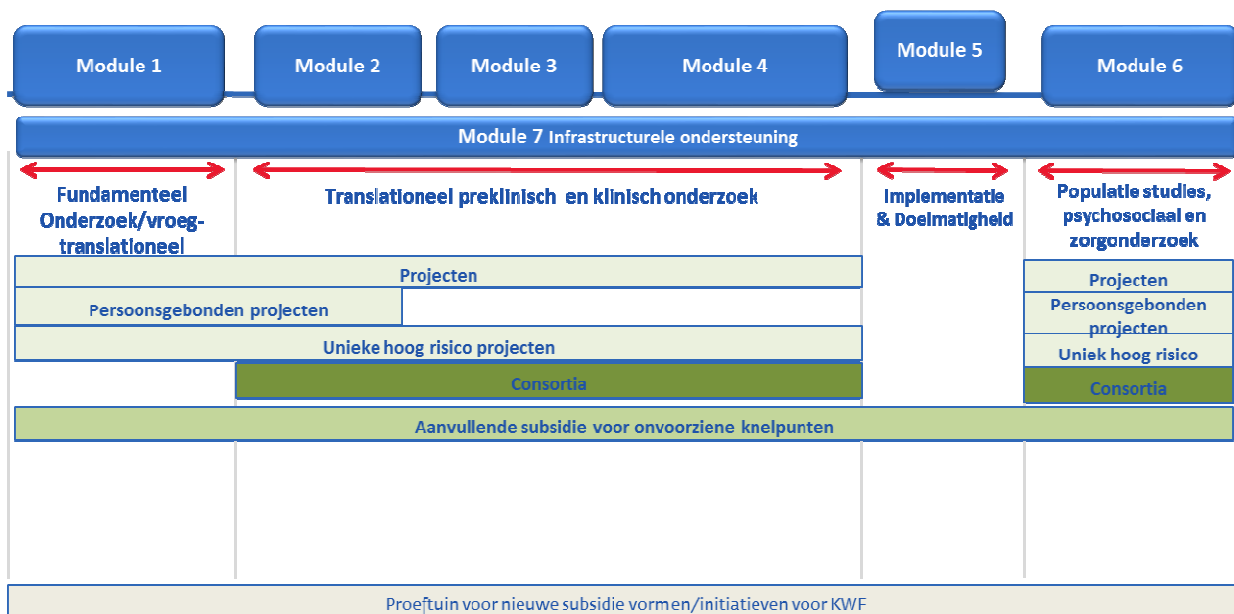 Module 1
Module 2
Module 3
Module 4
Module 5
Module 6
Module 7 Infrastructurele ondersteuning
Fundamenteel
Onderzoek/vroeg-
translationeel
Translationeel preklinisch en klinisch onderzoek
Implementatie
& Doelmatigheid
Populatie studies,
psychosociaal en
zorgonderzoek
Projecten
Persoonsgebonden projecten
Unieke hoog risico projecten
Consortia
Projecten
Persoonsgebonden
projecten
Uniek hoog risico
Consortia
Aanvullende subsidie voor onvoorziene knelpunten
Proeftuin voor nieuwe subsidie vormen/initiatieven voor KWF